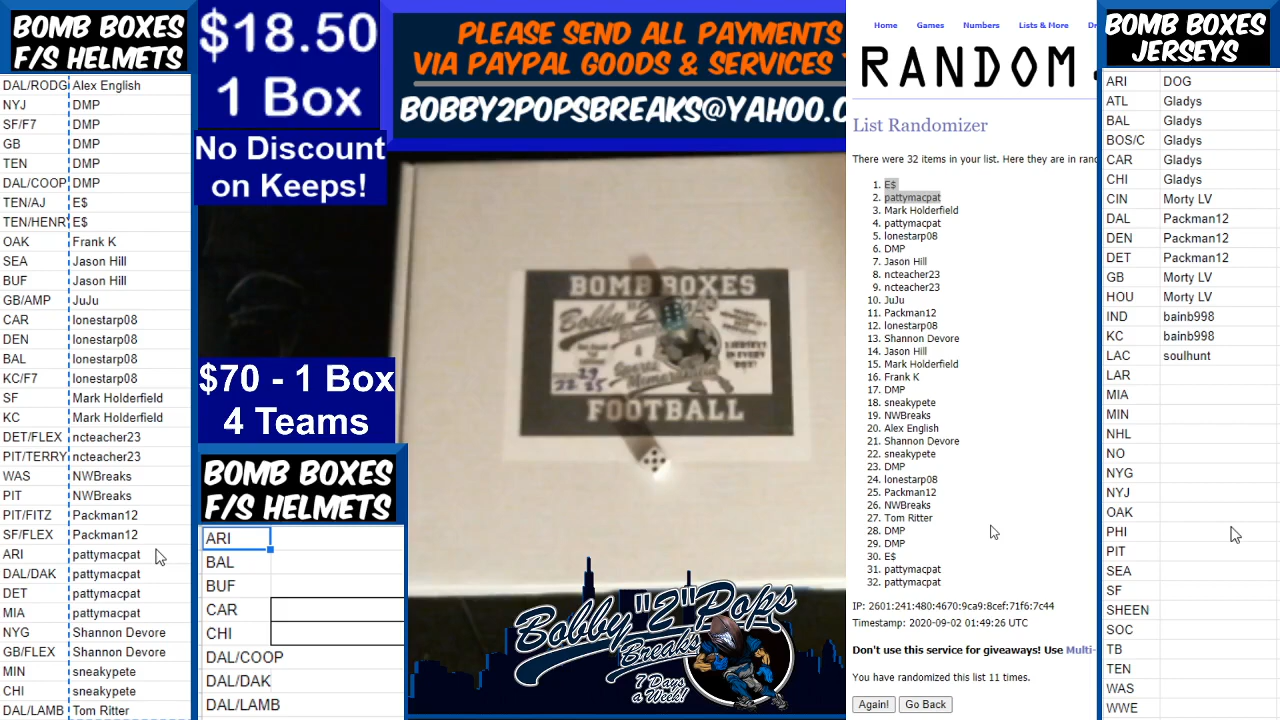 BOMB BOXES
F/S HELMETS
DAL/RODG Alex English
NYJ DMP
SF/F7 DMP
GB DMP
TEN DMP
DAL/COOP DMP
TEN/AJ E$
TEN/HENRY E$
OAK Frank K
SEA Jason Hill
BUF Jason Hill
GB/AMP JuJu
CAR lonestarp08
DEN lonestarp08
BAL lonestarp08
KC/F7 lonestarp08
SF Mark Holderfield
KC Mark Holderfield
DET/FLEX ncteacher23
PIT/TERRY ncteacher23
WAS NWBreaks
PIT NWBreaks
PIT/FITZ Packman12
SF/FLEX Packman12
ARI pattymacpat
DAL/DAK pattymacpat
DET pattymacpat
MIA pattymacpat
NYG Shannon Devore
GB/FLEX Shannon Devore
MIN sneakypete
CHI sneakypete
DAL/LAMB Tom Ritter
$18.50
1 Box
No Discount
on Keeps!
$70 - 1 Box
4 Teams
BOMB BOXES
F/S HELMETS
ARI
BAL
BUF
CAR
CHI
DAL/COOP
DAL/DAK
DAL/LAMB
PLEASE SEND ALL PAYMENTS
VIA PAYPAL GOODS & SERVICES
BOBBY2POPSBREAKS@YAHOO.C
BOMB BOXES
Bobby "2" Pops
FOOTBALL
Bobby "2" Pops
Breaks
7 Days
a Week!
Home Games Numbers Lists & More Dr
RANDOM.
List Randomizer
There were 32 items in your list. Here they are in rand
1. E$
2. pattymacpat
3. Mark Holderfield
4. pattymacpat
5. lonestarp08
6. DMP
7. Jason Hill
8. ncteacher23
9. ncteacher23
10. JuJu
11. Packman12
12. lonestarp08
13. Shannon Devore
14. Jason Hill
15. Mark Holderfield
16. Frank K
17. DMP
18. sneakypete
19. NWBreaks
20. Alex English
21. Shannon Devore
22. sneakypete
23. DMP
24. lonestarp08
25. Packman12
26. NWBreaks
27. Tom Ritter
28. DMP
29. DMP
30. E$
31. pattymacpat
32. pattymacpat
IP: 2601:241:480:4670:9ca9:8cef:71f6:7c44
Timestamp: 2020-09-02 01:49:26 UTC
Don't use this service for giveaways! Use Multi-
You have randomized this list 11 times.
Again! Go Back
BOMB BOXES
JERSEYS
ARI DOG
ATL Gladys
BAL Gladys
BOS/C Gladys
CAR Gladys
CHI Gladys
CIN Morty LV
DAL Packman12
DEN Packman12
DET Packman12
GB Morty LV
HOU Morty LV
IND bainb998
KC bainb998
LAC soulhunt
LAR
MIA
MIN
NHL
NO
NYG
NYJ
OAK
PHI
PIT
SEA
SF
SHEEN
SOC
TB
TEN
WAS
WWE